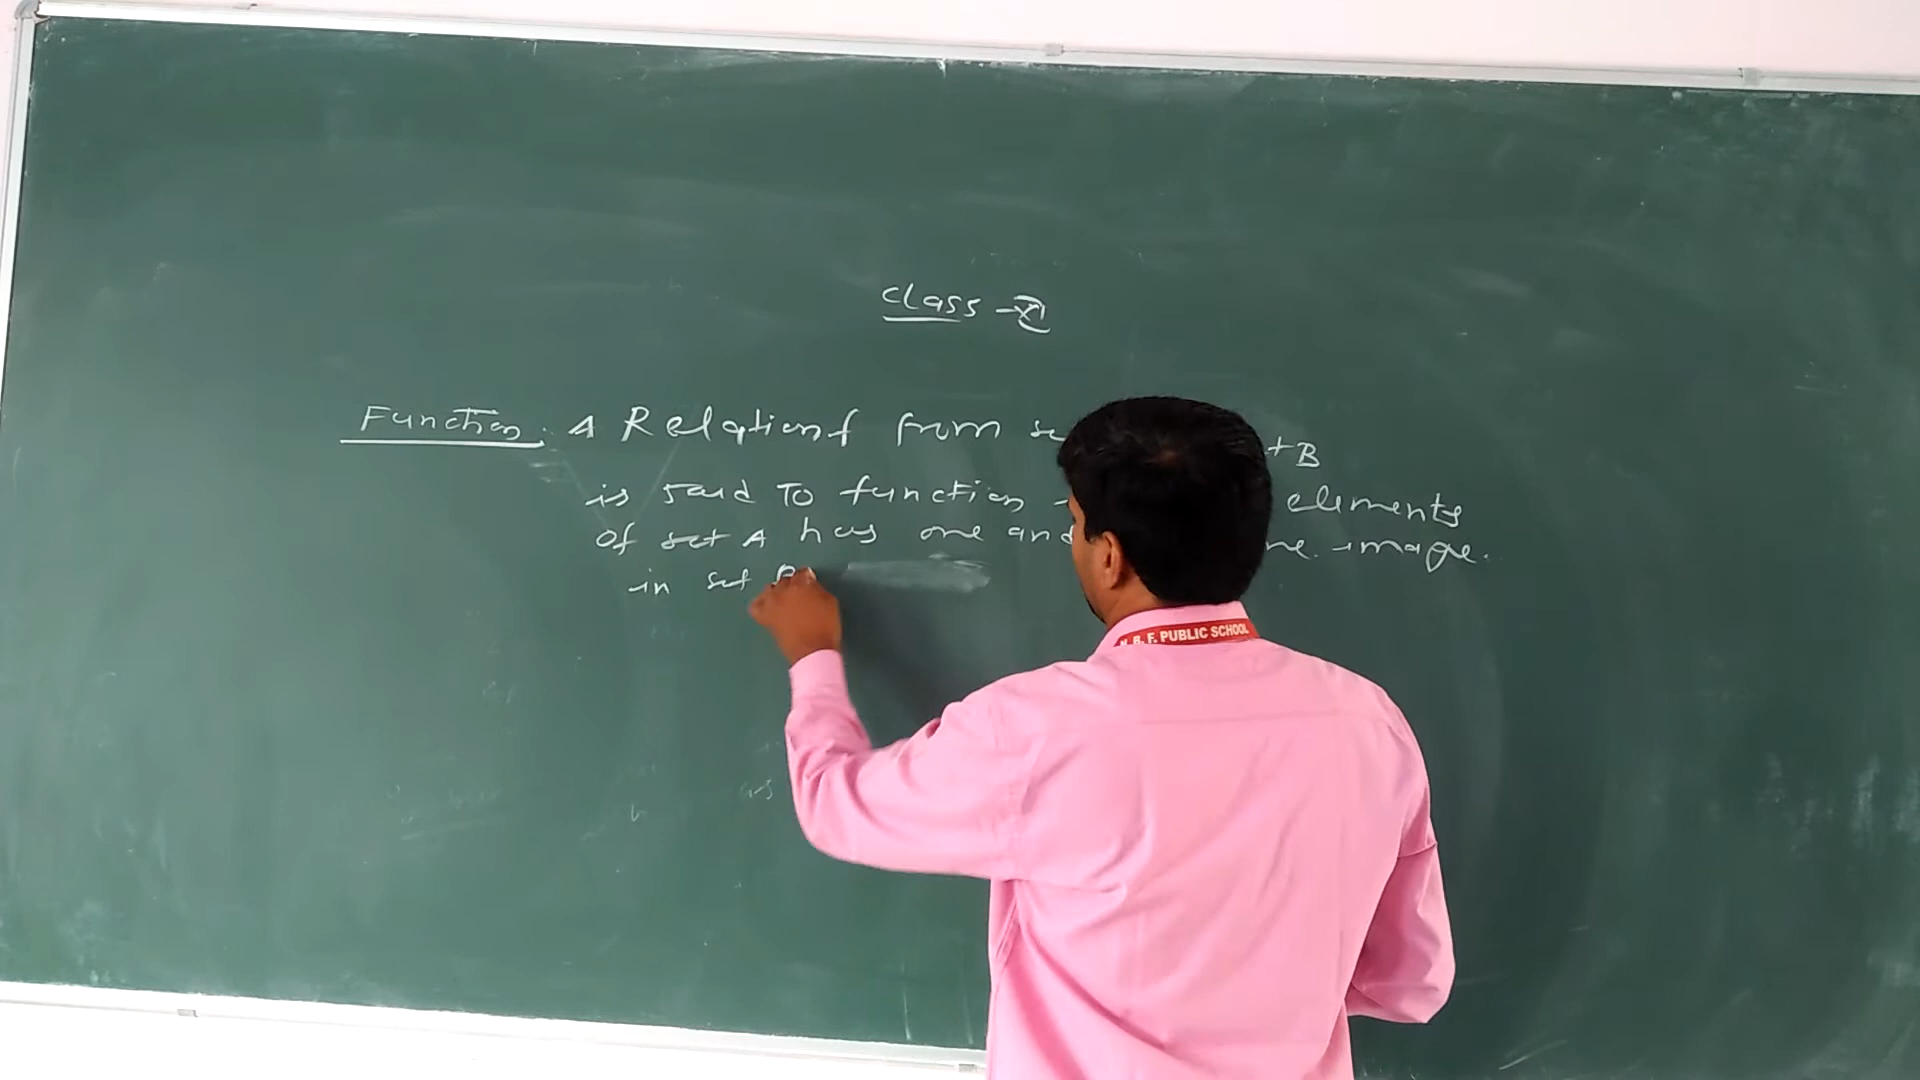 Class - XI
Function. A Relation f from se t B
is said To function elements
of set A has one and ne image.
in set B
N. B. F. PUBLIC SCHOOL